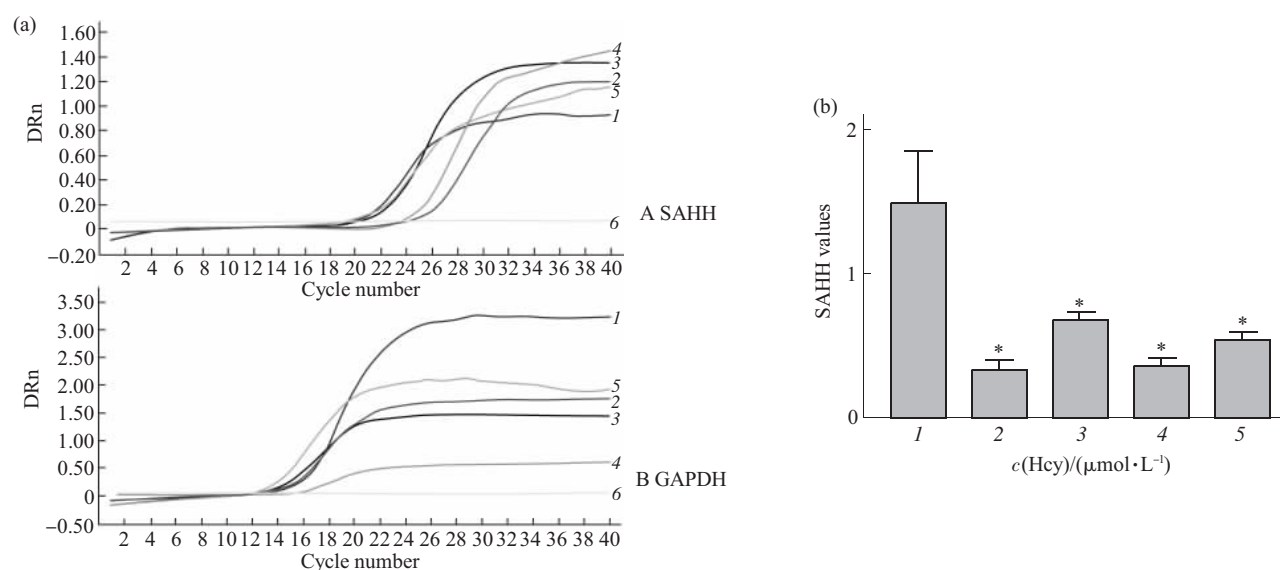 (a)
1.60
1.40
1.20
1.00
0.80
0.60
0.40
0.20
0
−0.20
DRn
4
3
2
5
1
6
2 4 6 8 10 12 14 16 18 20 22 24 26 28 30 32 34 36 38 40
Cycle number
A SAHH
3.50
3.00
2.50
2.00
1.50
1.00
0.50
0
−0.50
DRn
1
5
2
3
4
6
2 4 6 8 10 12 14 16 18 20 22 24 26 28 30 32 34 36 38 40
Cycle number
B GAPDH
(b)
2
1
0
SAHH values
* * * *
1 2 3 4 5
c(Hcy)/(μmol·L⁻¹)